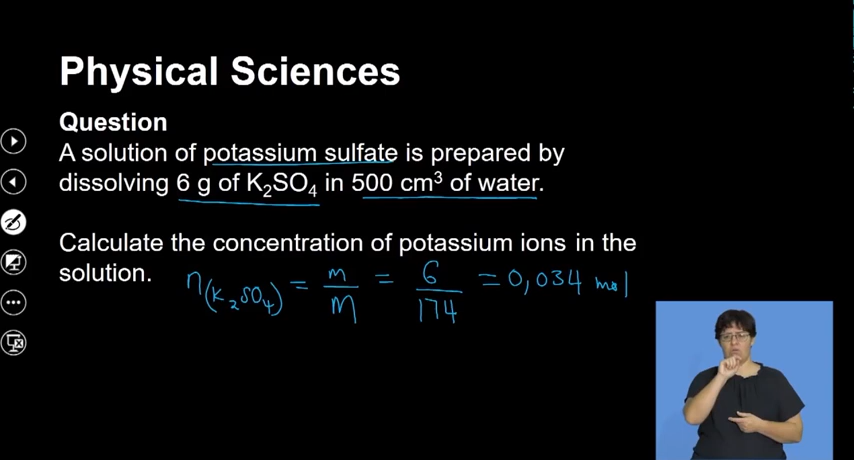 Physical Sciences
Question
A solution of potassium sulfate is prepared by
dissolving 6 g of K₂SO₄ in 500 cm³ of water.
Calculate the concentration of potassium ions in the
solution.
n(K₂SO₄) = m/M = 6/174 = 0,034 mol